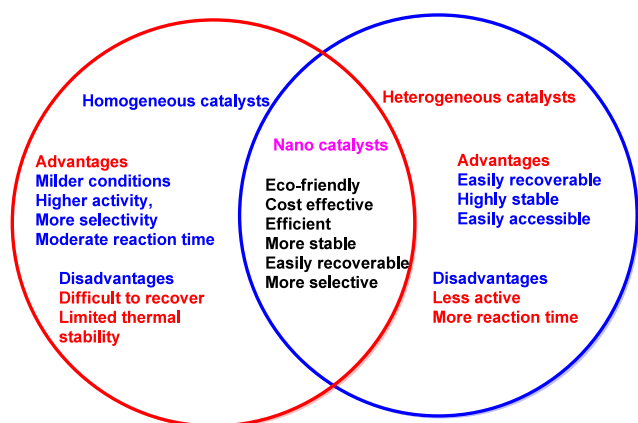 Homogeneous catalysts
Advantages
Milder conditions
Higher activity,
More selectivity
Moderate reaction time
Disadvantages
Difficult to recover
Limited thermal
stability
Nano catalysts
Eco-friendly
Cost effective
Efficient
More stable
Easily recoverable
More selective
Heterogeneous catalysts
Advantages
Easily recoverable
Highly stable
Easily accessible
Disadvantages
Less active
More reaction time